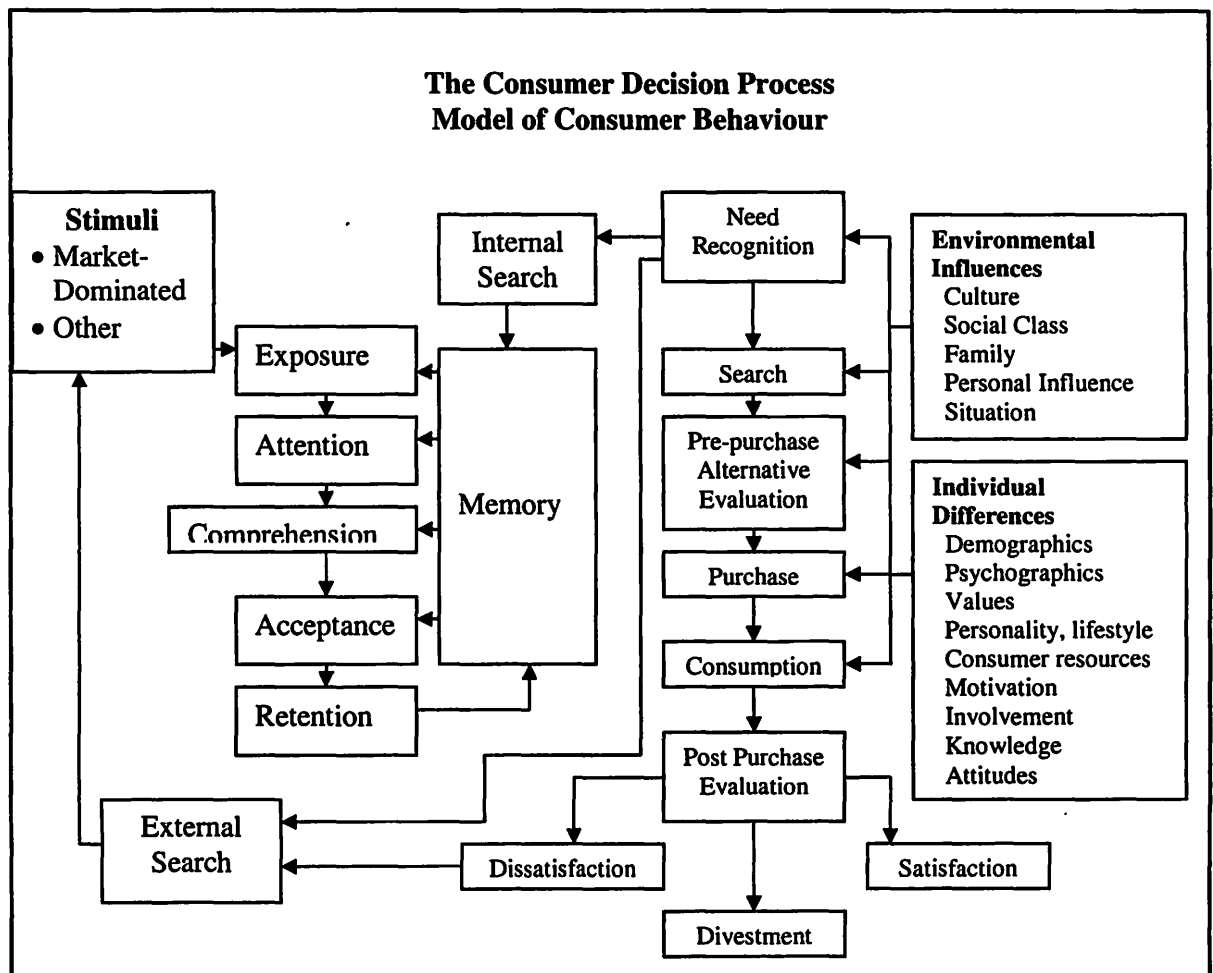 The Consumer Decision Process
Model of Consumer Behaviour
Stimuli
• Market-
Dominated
• Other
Internal
Search
Need
Recognition
Environmental
Influences
Culture
Social Class
Family
Personal Influence
Situation
Exposure
Attention
Comprehension
Acceptance
Retention
Memory
Search
Pre-purchase
Alternative
Evaluation
Purchase
Consumption
Individual
Differences
Demographics
Psychographics
Values
Personality, lifestyle
Consumer resources
Motivation
Involvement
Knowledge
Attitudes
Post Purchase
Evaluation
External
Search
Dissatisfaction
Satisfaction
Divestment